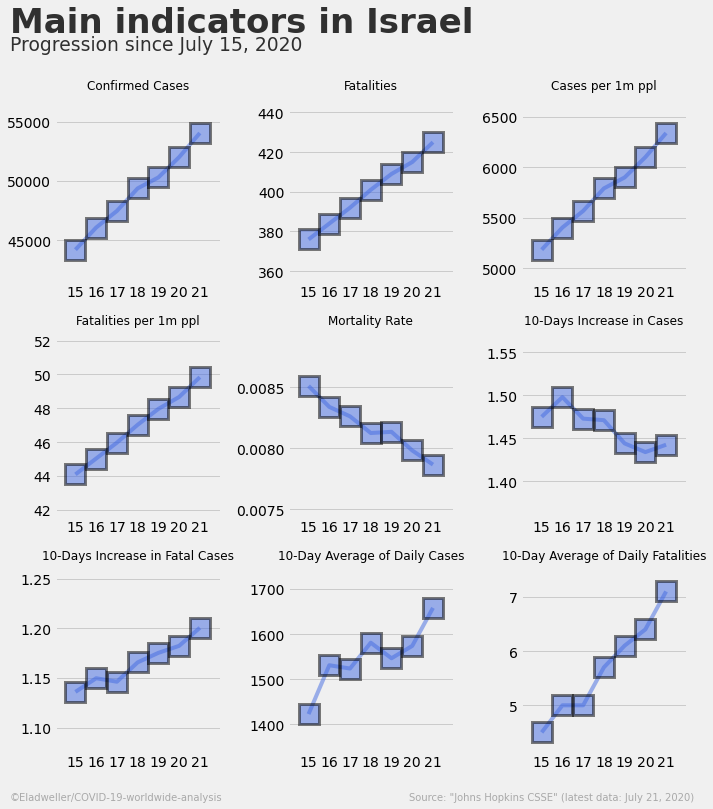 Main indicators in Israel
Progression since July 15, 2020
Confirmed Cases
55000
50000
45000
15 16 17 18 19 20 21
Fatalities
440
420
400
380
360
15 16 17 18 19 20 21
Cases per 1m ppl
6500
6000
5500
5000
15 16 17 18 19 20 21
Fatalities per 1m ppl
52
50
48
46
44
42
15 16 17 18 19 20 21
Mortality Rate
0.0085
0.0080
0.0075
15 16 17 18 19 20 21
10-Days Increase in Cases
1.55
1.50
1.45
1.40
15 16 17 18 19 20 21
10-Days Increase in Fatal Cases
1.25
1.20
1.15
1.10
15 16 17 18 19 20 21
10-Day Average of Daily Cases
1700
1600
1500
1400
15 16 17 18 19 20 21
10-Day Average of Daily Fatalities
7
6
5
15 16 17 18 19 20 21
©Eladweller/COVID-19-worldwide-analysis
Source: "Johns Hopkins CSSE" (latest data: July 21, 2020)